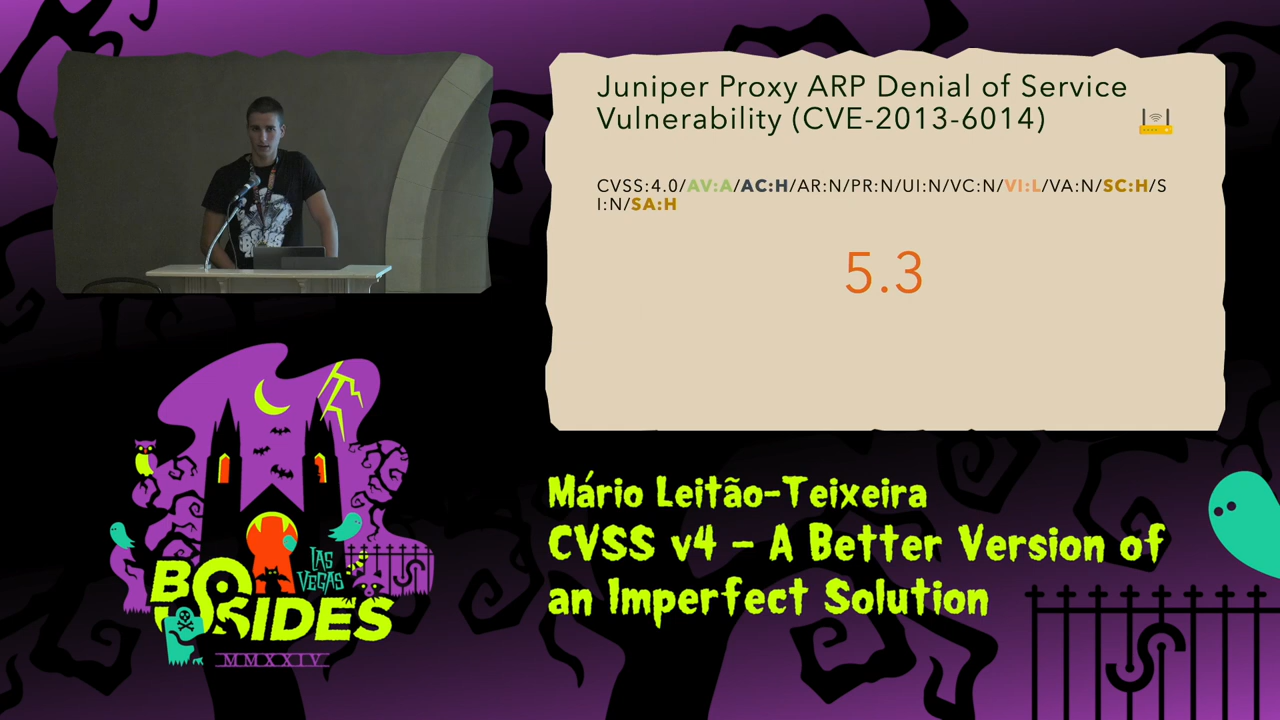 Juniper Proxy ARP Denial of Service
Vulnerability (CVE-2013-6014)
CVSS:4.0/AV:A/AC:H/AR:N/PR:N/UI:N/VC:N/VI:L/VA:N/SC:H/S
I:N/SA:H
5.3
Mário Leitão-Teixeira
CVSS v4 - A Better Version of
an Imperfect Solution
LAS
VEGAS
BSIDES
MMXXIV